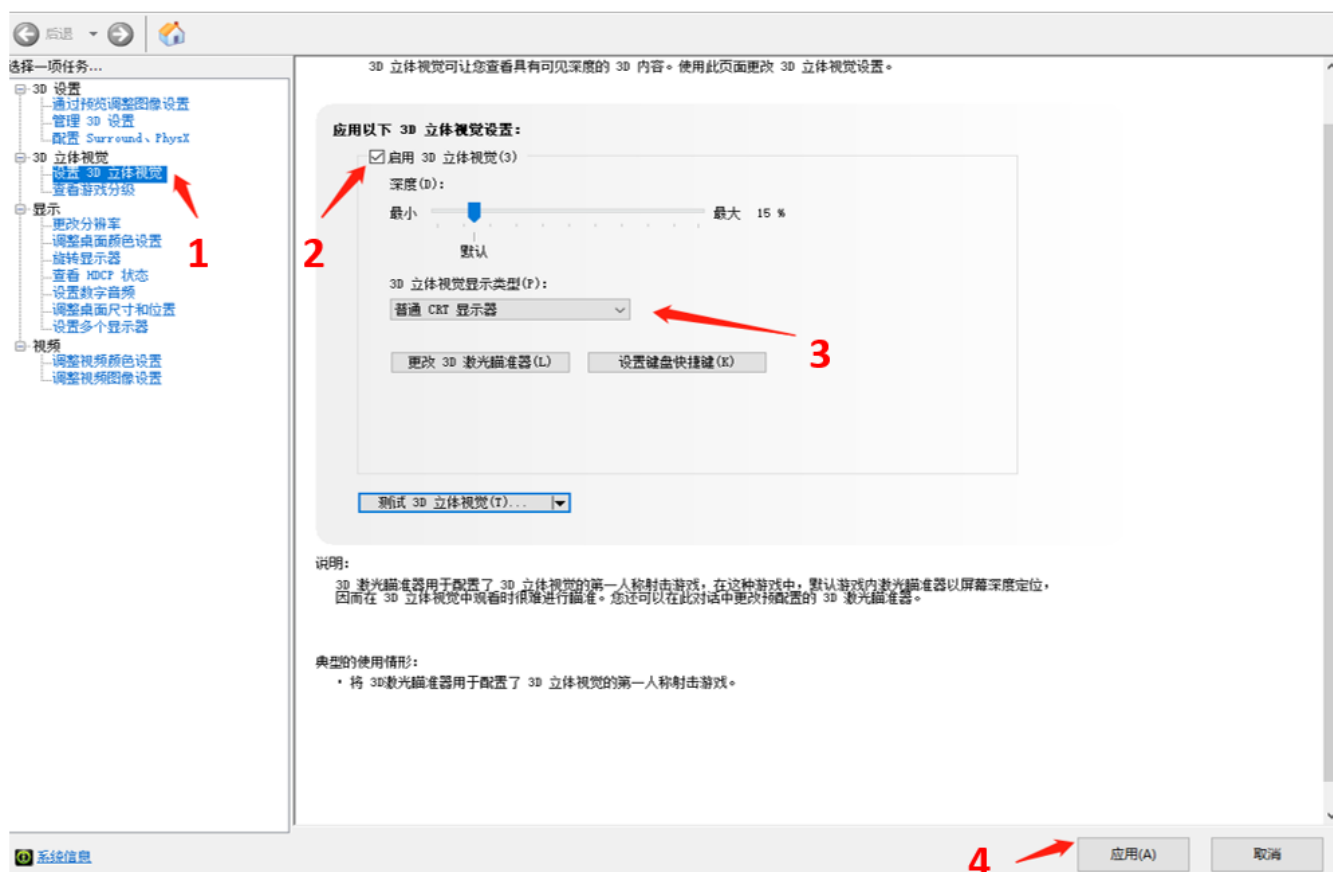 后退
选择一项任务...
3D 设置
通过预览调整图像设置
管理 3D 设置
配置 Surround、PhysX
3D 立体视觉
设置 3D 立体视觉
查看游戏分级
显示
更改分辨率
调整桌面颜色设置
旋转显示器
查看 HDCP 状态
设置数字音频
调整桌面尺寸和位置
设置多个显示器
视频
调整视频颜色设置
调整视频图像设置
1
3D 立体视觉可让您查看具有可见深度的 3D 内容。使用此页面更改 3D 立体视觉设置。
应用以下 3D 立体视觉设置:
启用 3D 立体视觉(3)
2
深度(D):
最小 最大 15 %
默认
3D 立体视觉显示类型(P):
普通 CRT 显示器
3
更改 3D 激光瞄准器(L) 设置键盘快捷键(K)
测试 3D 立体视觉(T)...
说明:
3D 激光瞄准器用于配置了 3D 立体视觉的第一人称射击游戏，在这种游戏中，默认游戏内激光瞄准器以屏幕深度定位，
因而在 3D 立体视觉中观看时很难进行瞄准。您还可以在此对话中更改预配置的 3D 激光瞄准器。
典型的使用情形:
· 将 3D激光瞄准器用于配置了 3D 立体视觉的第一人称射击游戏。
系统信息
4
应用(A) 取消